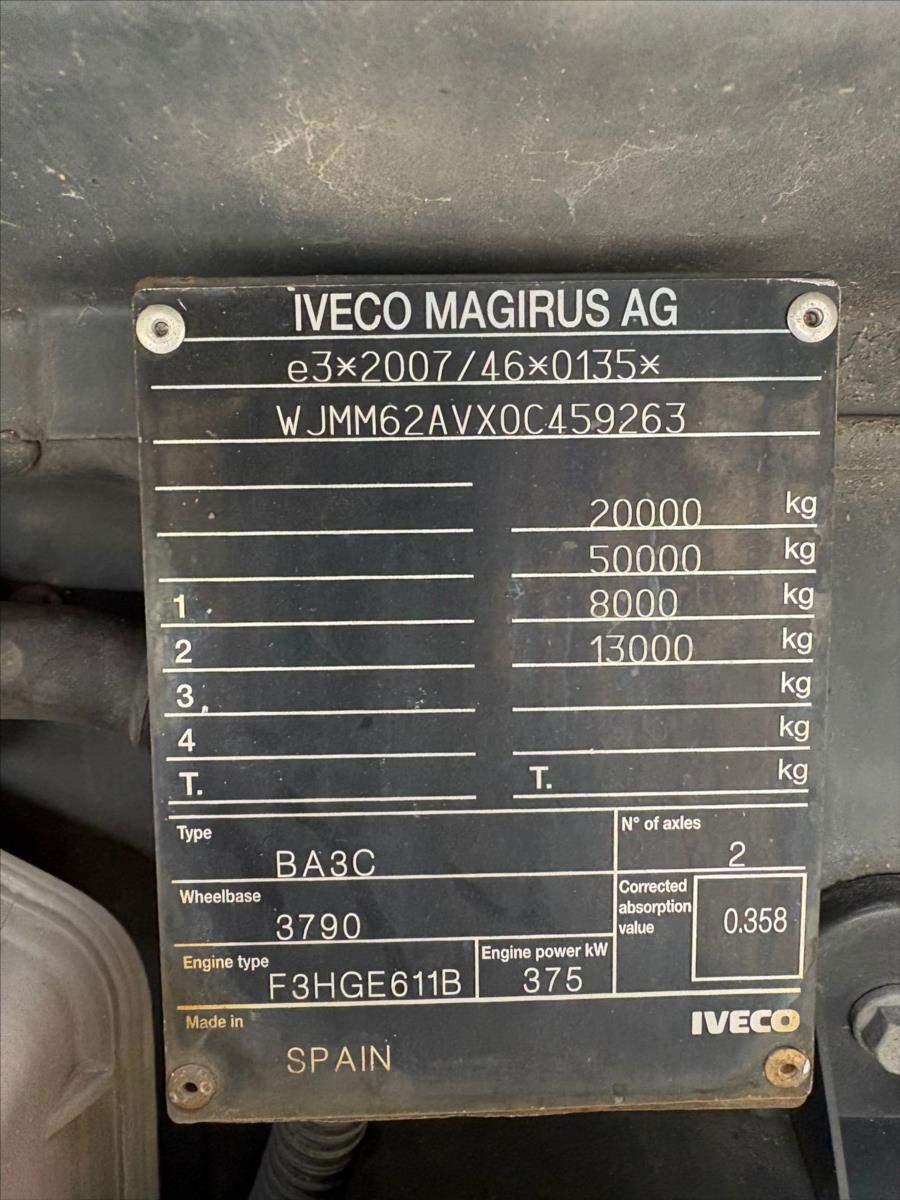 IVECO MAGIRUS AG
e3*2007/46*0135*
WJMM62AVX0C459263
20000 kg
50000 kg
1 8000 kg
2 13000 kg
3 kg
4 kg
T. T. kg
Type N° of axles
BA3C 2
Wheelbase Corrected absorption value
3790 0.358
Engine type Engine power kW
F3HGE611B 375
Made in IVECO
SPAIN